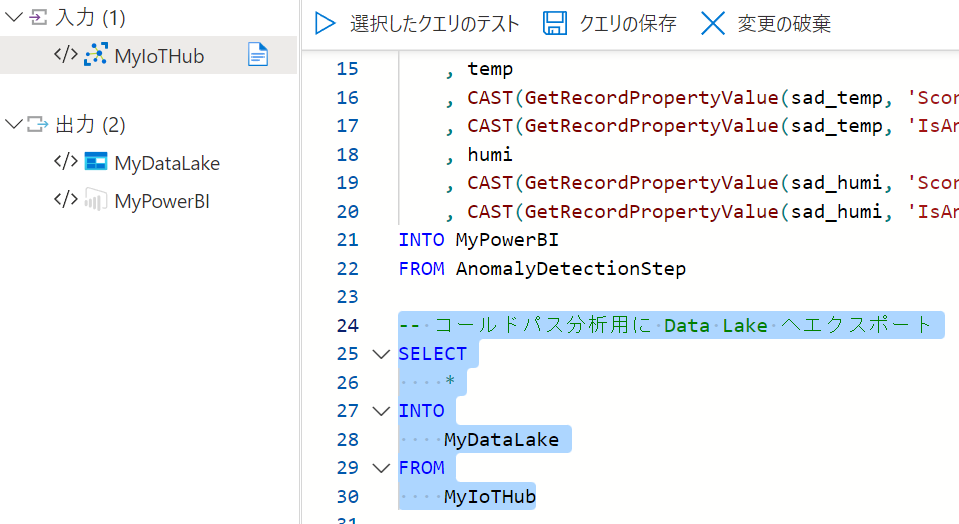 入力 (1)
</> MyIoTHub
出力 (2)
</> MyDataLake
</> MyPowerBI
選択したクエリのテスト クエリの保存 変更の破棄
15 , temp
16 , CAST(GetRecordPropertyValue(sad_temp, 'Scor
17 , CAST(GetRecordPropertyValue(sad_temp, 'IsAn
18 , humi
19 , CAST(GetRecordPropertyValue(sad_humi, 'Scor
20 , CAST(GetRecordPropertyValue(sad_humi, 'IsAn
21 INTO MyPowerBI
22 FROM AnomalyDetectionStep
23
24 -- コールドパス分析用に Data Lake へエクスポート
25 SELECT
26 *
27 INTO
28 MyDataLake
29 FROM
30 MyIoTHub
31